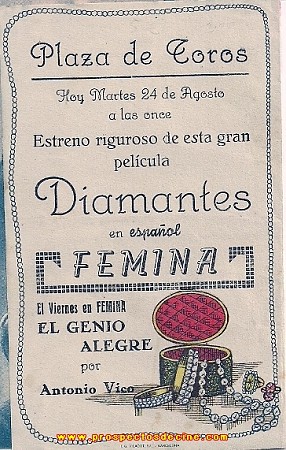 Plaza de Toros
Hoy Martes 24 de Agosto
a las once
Estreno riguroso de esta gran
película
Diamantes
en español
FEMINA
El Viernes en FEMINA
EL GENIO
ALEGRE
por
Antonio Vico
www.prospectosdecine.com